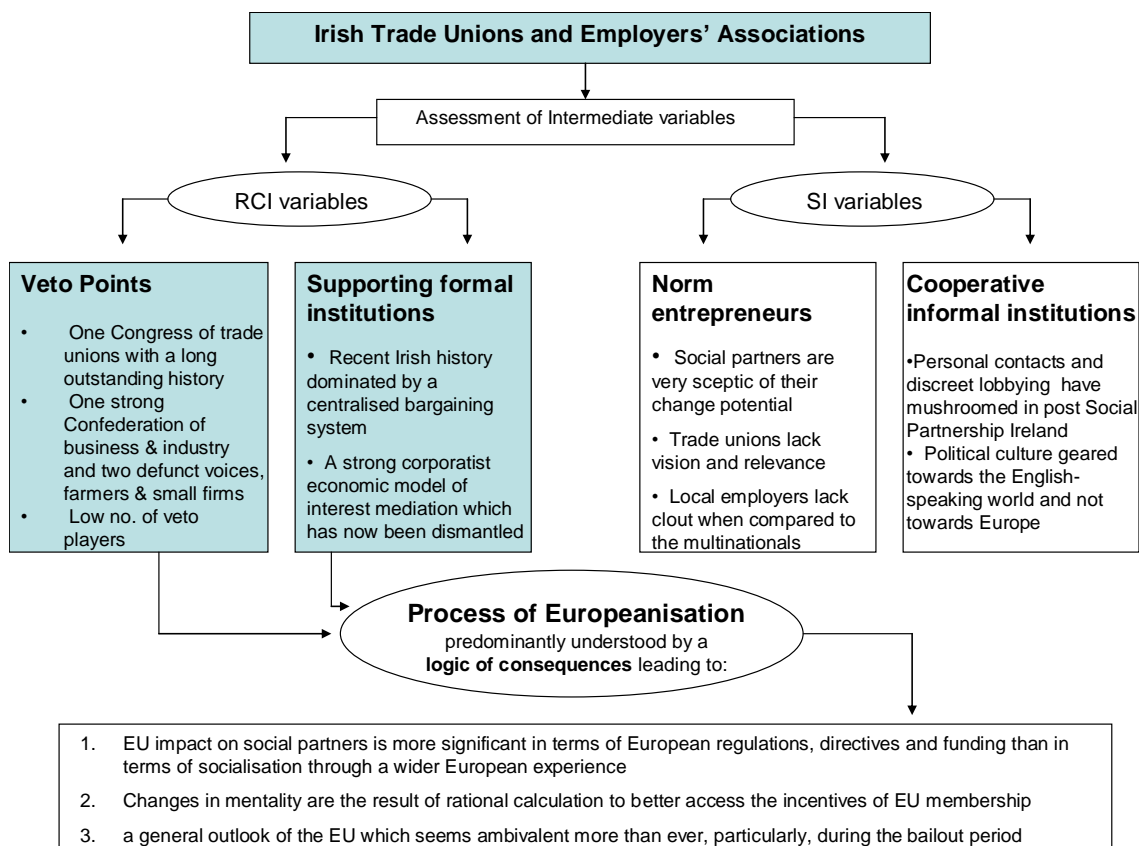 Irish Trade Unions and Employers’ Associations
Assessment of Intermediate variables
RCI variables
SI variables
Veto Points
• One Congress of trade
unions with a long
outstanding history
• One strong
Confederation of
business & industry
and two defunct voices,
farmers & small firms
• Low no. of veto
players
Supporting formal
institutions
• Recent Irish history
dominated by a
centralised bargaining
system
• A strong corporatist
economic model of
interest mediation which
has now been dismantled
Norm
entrepreneurs
• Social partners are
very sceptic of their
change potential
• Trade unions lack
vision and relevance
• Local employers lack
clout when compared to
the multinationals
Cooperative
informal institutions
•Personal contacts and
discreet lobbying have
mushroomed in post Social
Partnership Ireland
• Political culture geared
towards the English-
speaking world and not
towards Europe
Process of Europeanisation
predominantly understood by a
logic of consequences leading to:
1. EU impact on social partners is more significant in terms of European regulations, directives and funding than in
terms of socialisation through a wider European experience
2. Changes in mentality are the result of rational calculation to better access the incentives of EU membership
3. a general outlook of the EU which seems ambivalent more than ever, particularly, during the bailout period